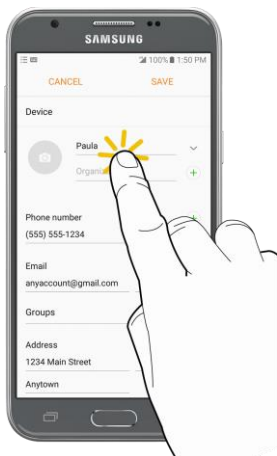 SAMSUNG
100% 1:50 PM
CANCEL SAVE
Device
Paula
Phone number
(555) 555-1234
Email
anyaccount@gmail.com
Groups
Address
1234 Main Street
Anytown